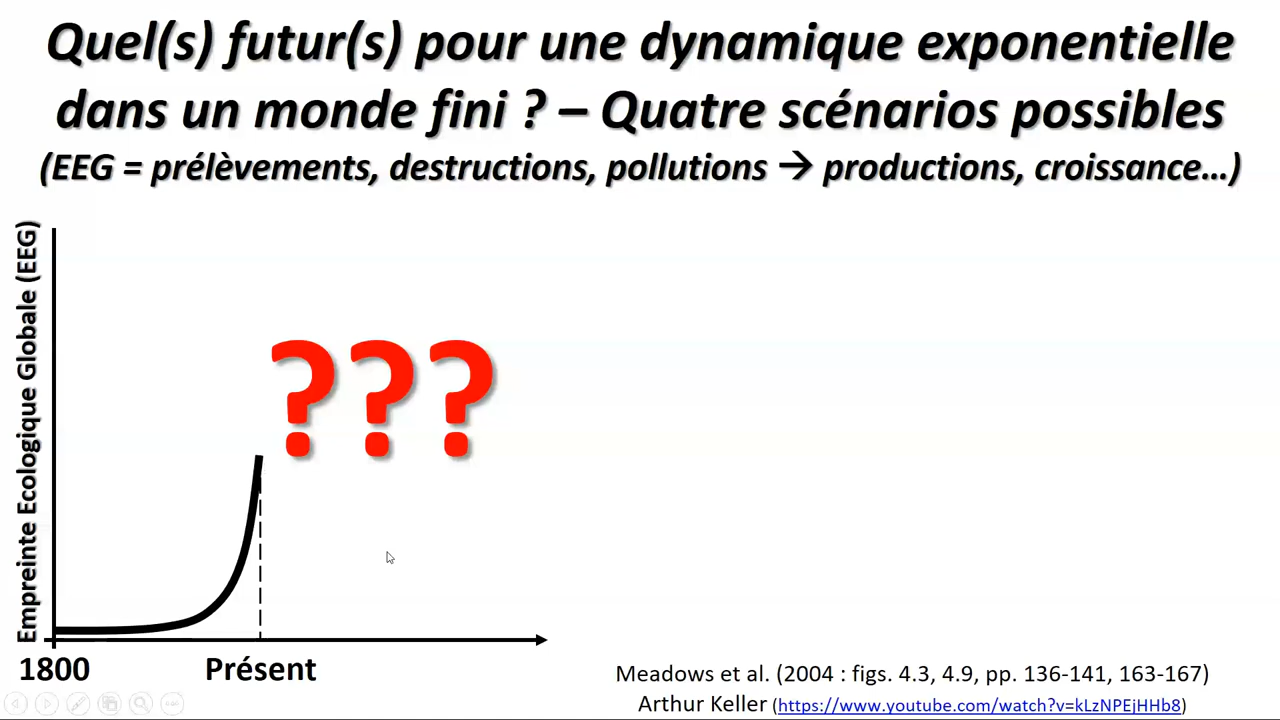 Quel(s) futur(s) pour une dynamique exponentielle
dans un monde fini ? – Quatre scénarios possibles
(EEG = prélèvements, destructions, pollutions → productions, croissance…)
Empreinte Ecologique Globale (EEG)
???
1800
Présent
Meadows et al. (2004 : figs. 4.3, 4.9, pp. 136-141, 163-167)
Arthur Keller (https://www.youtube.com/watch?v=kLzNPEjHHb8)